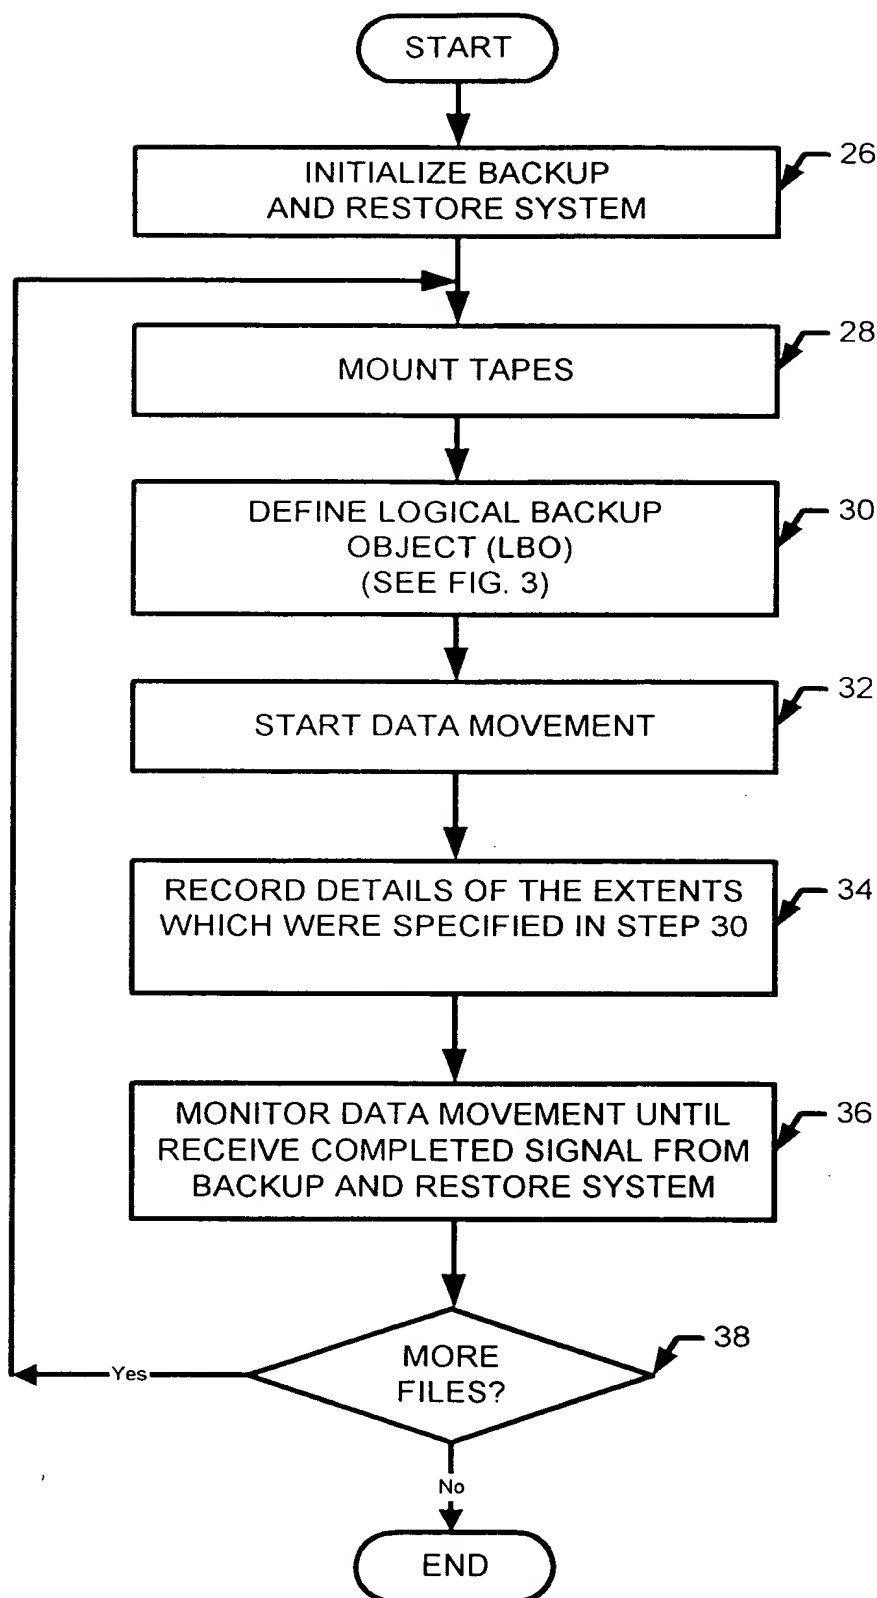 START
INITIALIZE BACKUP
AND RESTORE SYSTEM
26
MOUNT TAPES
28
DEFINE LOGICAL BACKUP
OBJECT (LBO)
(SEE FIG. 3)
30
START DATA MOVEMENT
32
RECORD DETAILS OF THE EXTENTS
WHICH WERE SPECIFIED IN STEP 30
34
MONITOR DATA MOVEMENT UNTIL
RECEIVE COMPLETED SIGNAL FROM
BACKUP AND RESTORE SYSTEM
36
MORE
FILES?
38
Yes
No
END